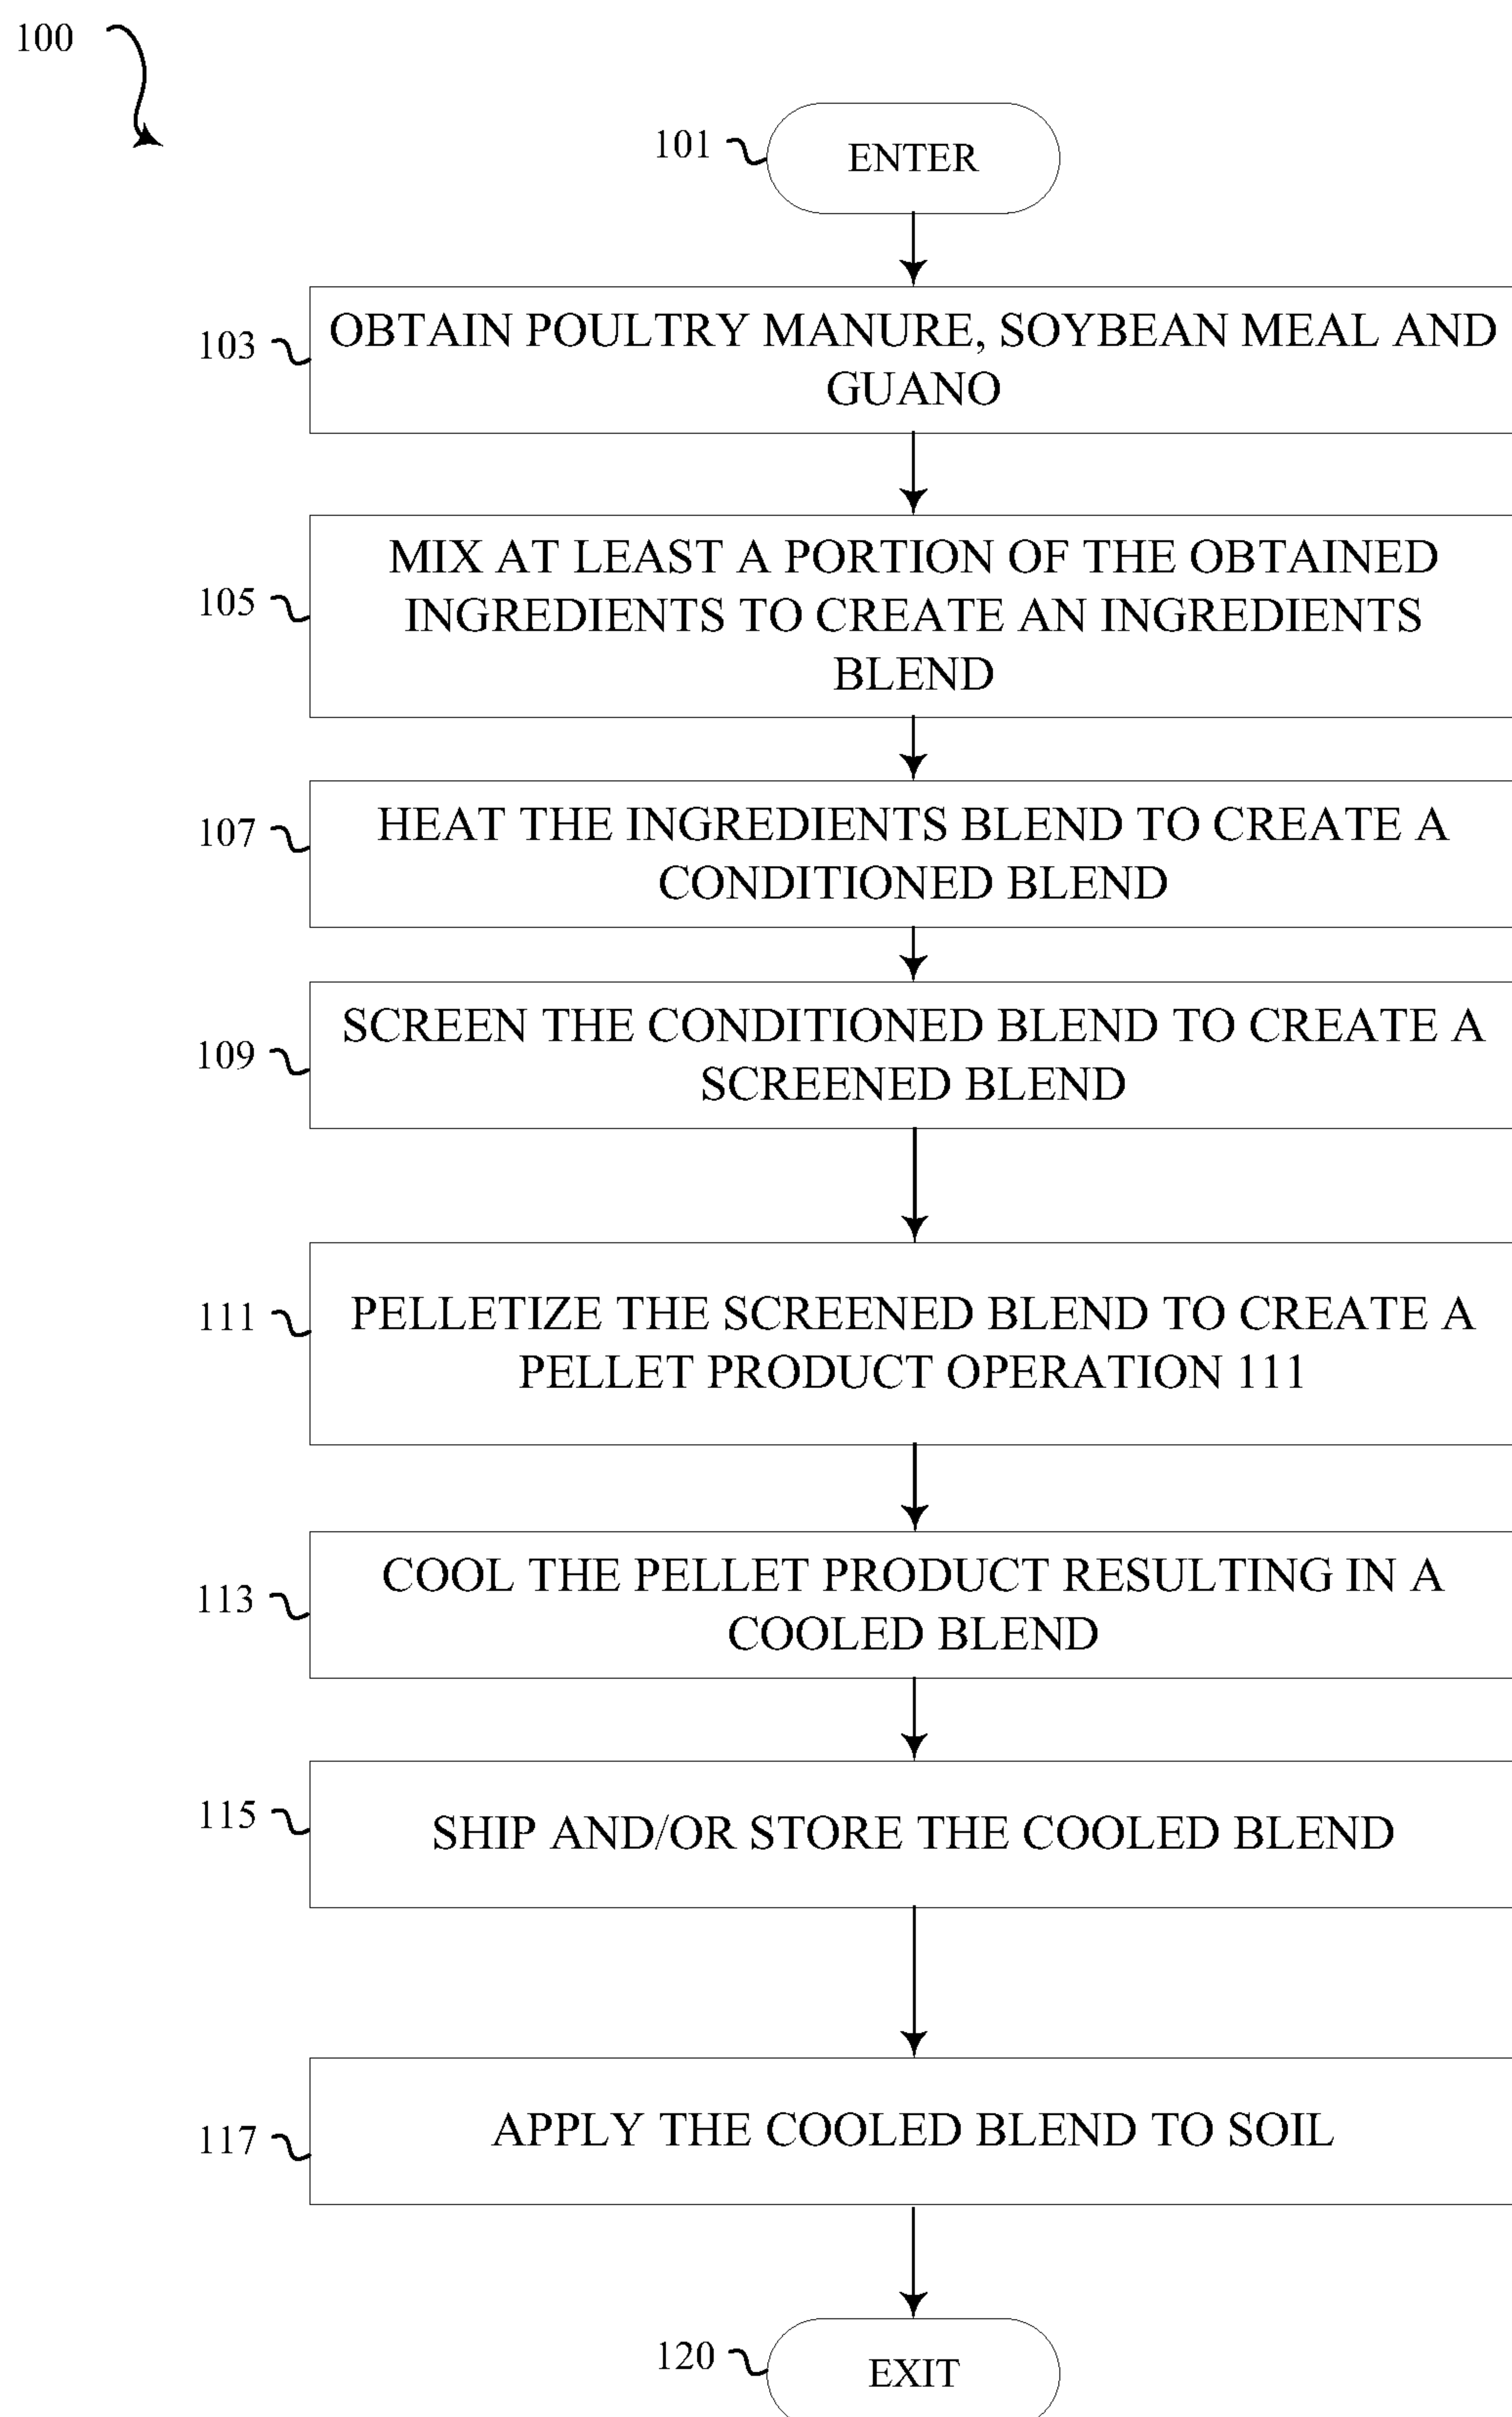 100
101
ENTER
103
OBTAIN POULTRY MANURE, SOYBEAN MEAL AND
GUANO
105
MIX AT LEAST A PORTION OF THE OBTAINED
INGREDIENTS TO CREATE AN INGREDIENTS
BLEND
107
HEAT THE INGREDIENTS BLEND TO CREATE A
CONDITIONED BLEND
109
SCREEN THE CONDITIONED BLEND TO CREATE A
SCREENED BLEND
111
PELLETIZE THE SCREENED BLEND TO CREATE A
PELLET PRODUCT OPERATION 111
113
COOL THE PELLET PRODUCT RESULTING IN A
COOLED BLEND
115
SHIP AND/OR STORE THE COOLED BLEND
117
APPLY THE COOLED BLEND TO SOIL
120
EXIT